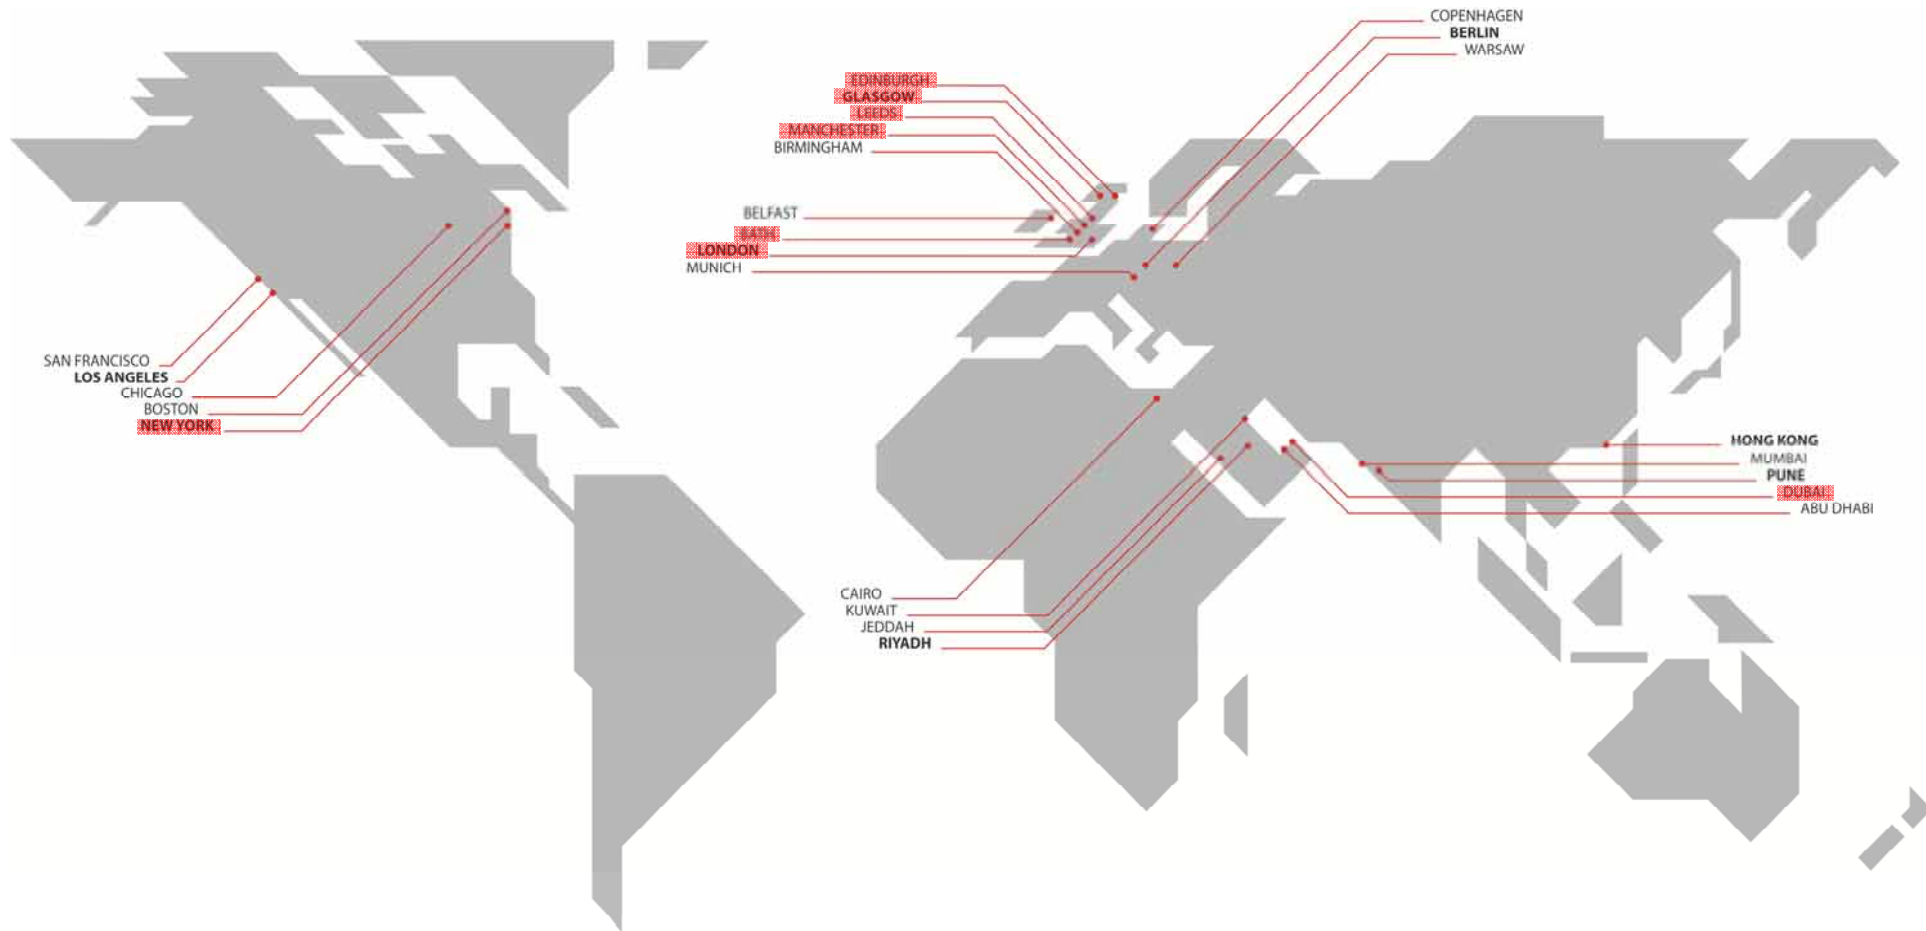 COPENHAGEN
BERLIN
WARSAW
EDINBURGH
GLASGOW
LEEDS
MANCHESTER
BIRMINGHAM
BELFAST
BATH
LONDON
MUNICH
SAN FRANCISCO
LOS ANGELES
CHICAGO
BOSTON
NEW YORK
HONG KONG
MUMBAI
PUNE
DUBAI
ABU DHABI
CAIRO
KUWAIT
JEDDAH
RIYADH